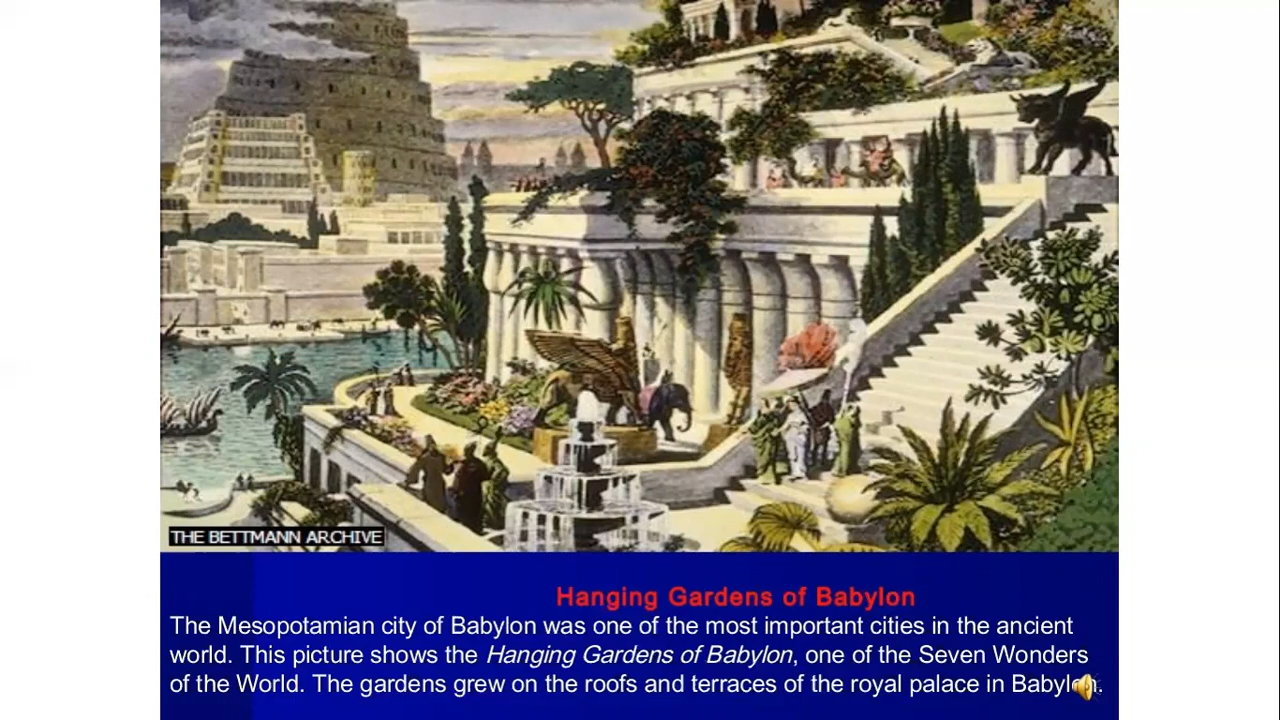 THE BETTMANN ARCHIVE
Hanging Gardens of Babylon
The Mesopotamian city of Babylon was one of the most important cities in the ancient
world. This picture shows the Hanging Gardens of Babylon, one of the Seven Wonders
of the World. The gardens grew on the roofs and terraces of the royal palace in Babylon.